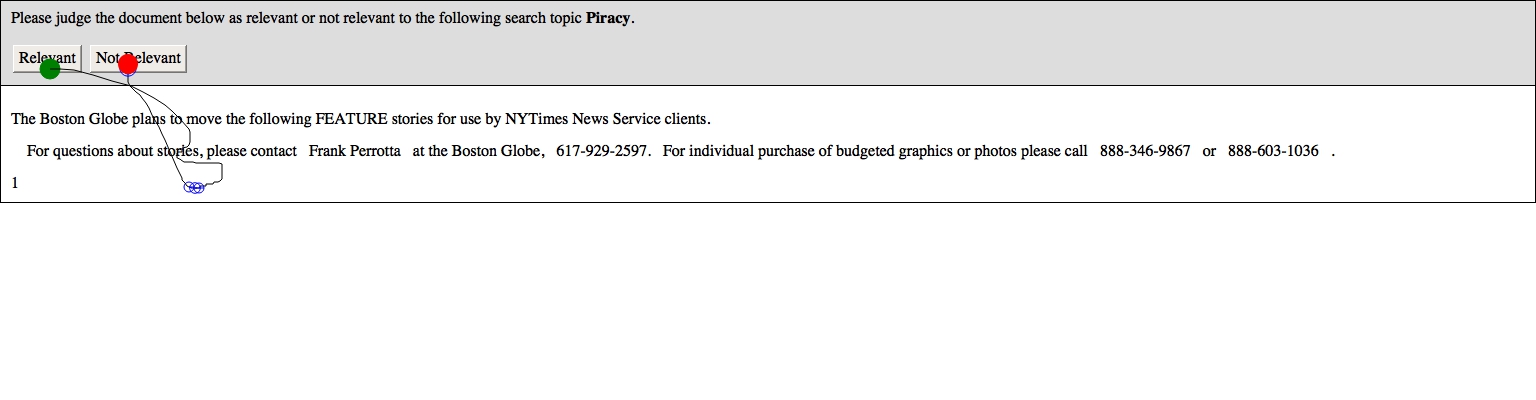 Please judge the document below as relevant or not relevant to the following search topic Piracy.
Relevant Not Relevant
The Boston Globe plans to move the following FEATURE stories for use by NYTimes News Service clients.
For questions about stories, please contact Frank Perrotta at the Boston Globe, 617-929-2597. For individual purchase of budgeted graphics or photos please call 888-346-9867 or 888-603-1036 .
1